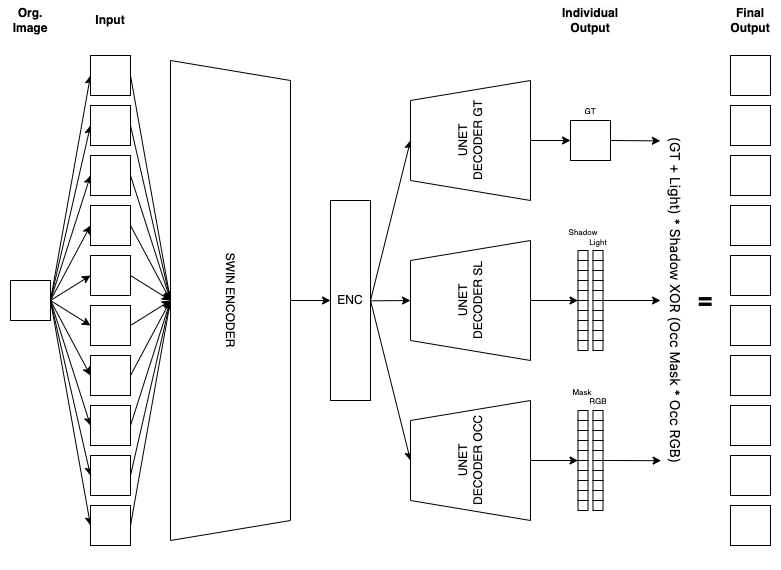 Org.
Image
Input
Individual
Output
Final
Output
SWIN ENCODER
ENC
UNET
DECODER GT
GT
UNET
DECODER SL
Shadow
Light
UNET
DECODER OCC
Mask
RGB
(GT + Light) * Shadow XOR (Occ Mask * Occ RGB)
=